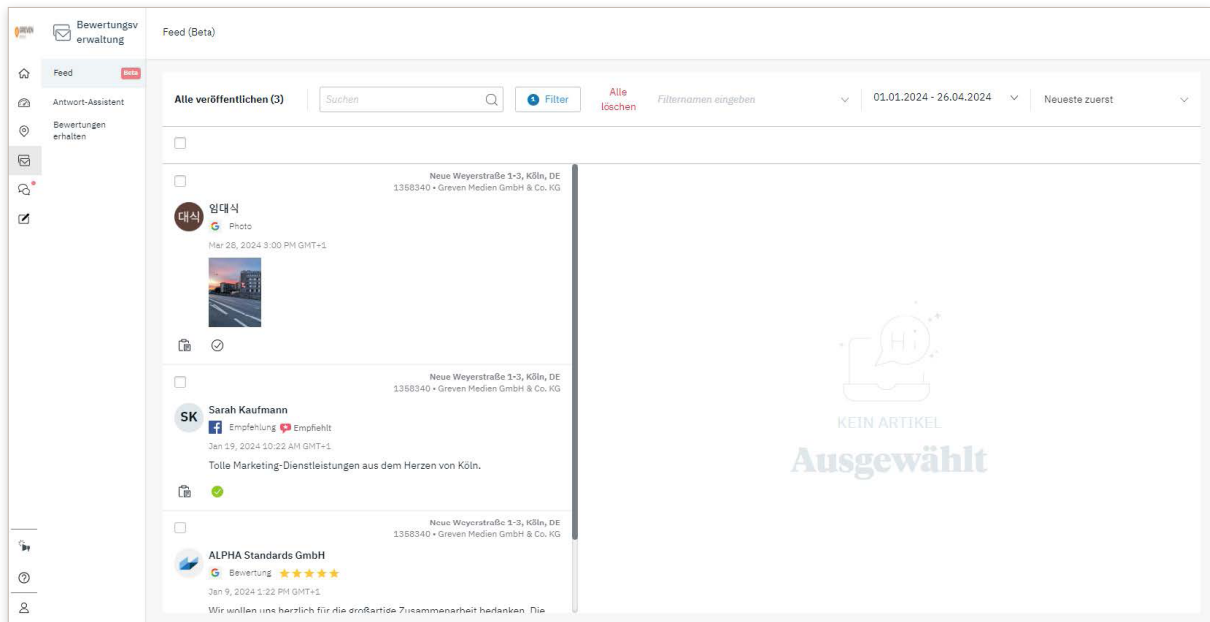 GREVEN
Bewertungsv
erwaltung
Feed (Beta)
Feed
Beta
Antwort-Assistent
Bewertungen
erhalten
Alle veröffentlichen (3)
Suchen
1 Filter
Alle
löschen
Filternamen eingeben
01.01.2024 - 26.04.2024
Neueste zuerst
Neue Weyerstraße 1-3, Köln, DE
1358340 • Greven Medien GmbH & Co. KG
대식
임대식
G Photo
Mar 28, 2024 3:00 PM GMT+1
Neue Weyerstraße 1-3, Köln, DE
1358340 • Greven Medien GmbH & Co. KG
SK
Sarah Kaufmann
Empfehlung Empfiehlt
Jan 19, 2024 10:22 AM GMT+1
Tolle Marketing-Dienstleistungen aus dem Herzen von Köln.
Neue Weyerstraße 1-3, Köln, DE
1358340 • Greven Medien GmbH & Co. KG
ALPHA Standards GmbH
G Bewertung
Jan 9, 2024 1:22 PM GMT+1
Wir wollen uns herzlich für die großartige Zusammenarbeit bedanken. Die
Hi
KEIN ARTIKEL
Ausgewählt